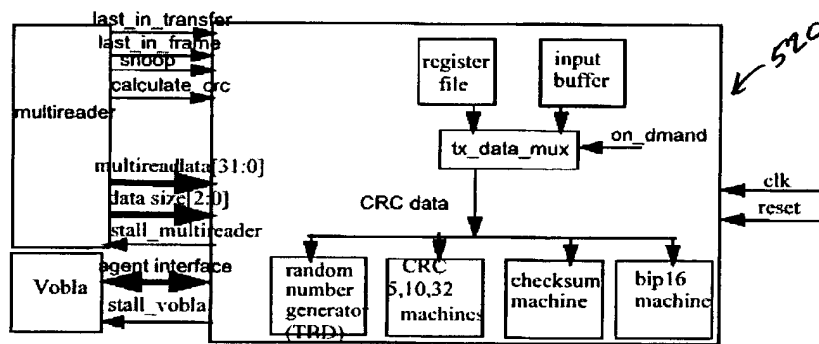 last_in_transfer
last_in_frame
snoop
calculate_crc
multireader
multireaddata[31:0]
data size[2:0]
stall_multireader
agent interface
Vobla
stall_vobla
register
file
input
buffer
tx_data_mux
on_dmand
CRC data
random
number
generator
(TBD)
CRC
5,10,32
machines
checksum
machine
bip16
machine
clk
reset
520